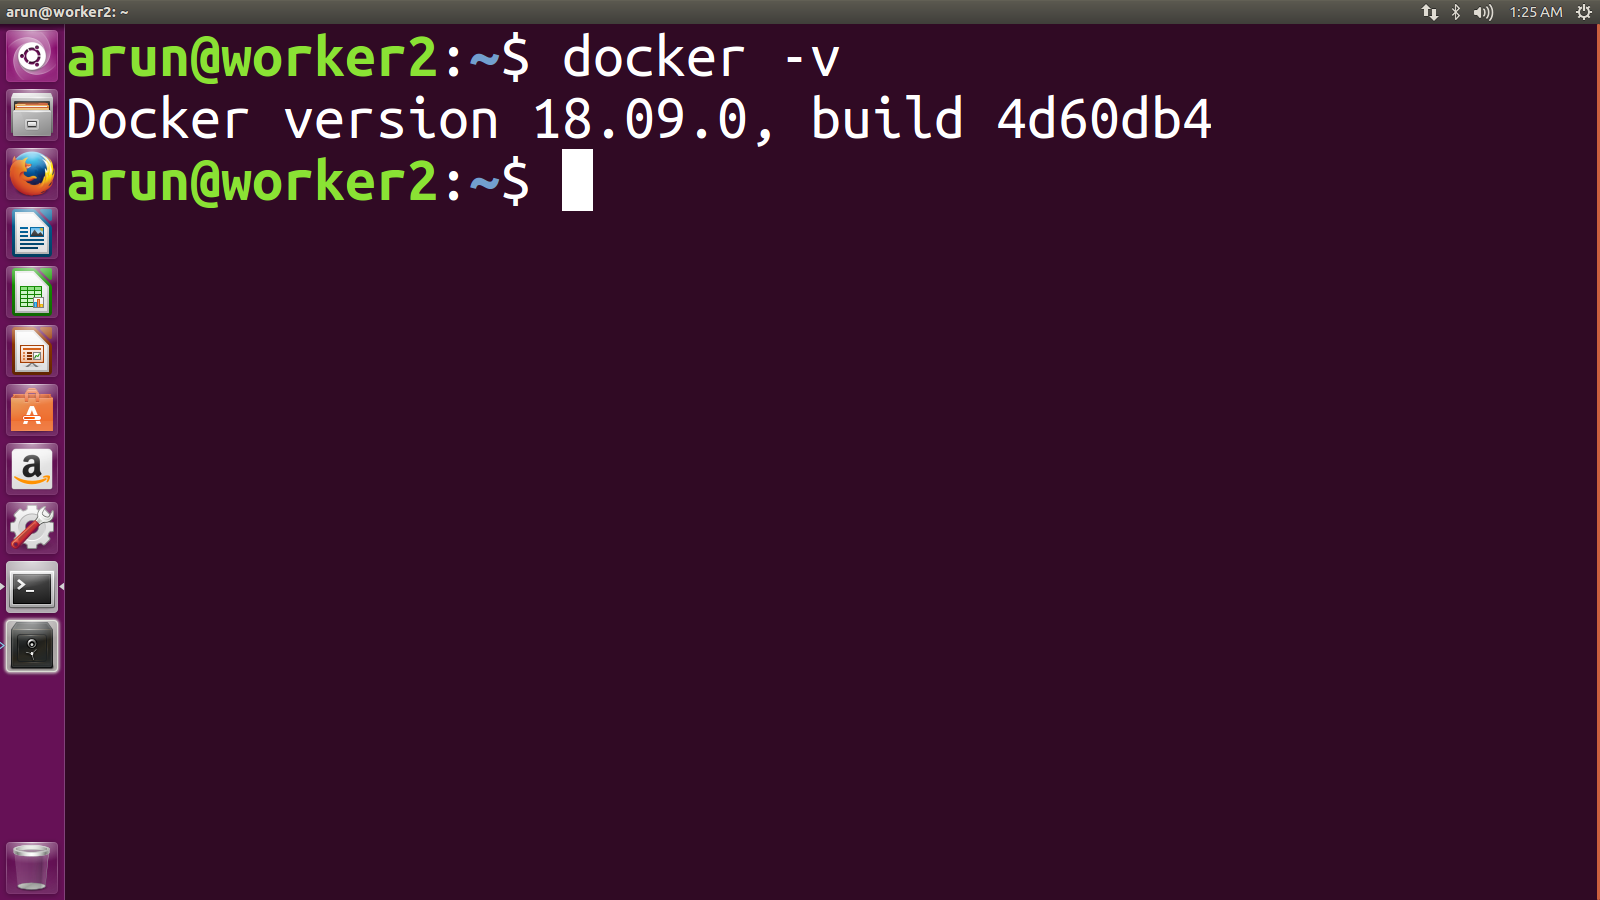 arun@worker2: ~
1:25 AM
arun@worker2:~$ docker -v
Docker version 18.09.0, build 4d60db4
arun@worker2:~$